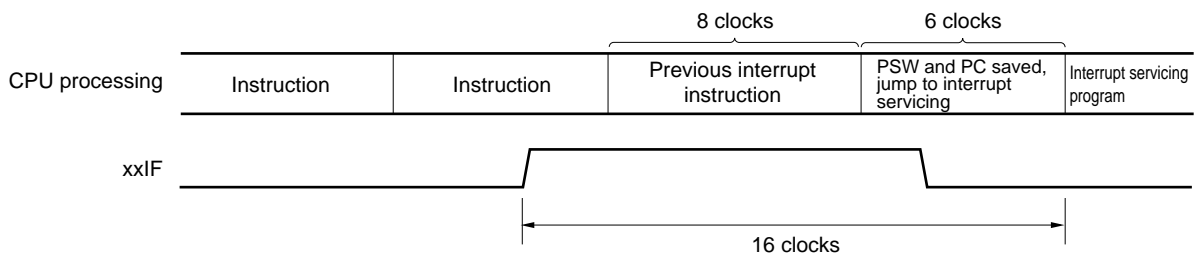 8 clocks
6 clocks
CPU processing
Instruction
Instruction
Previous interrupt
instruction
PSW and PC saved,
jump to interrupt
servicing
Interrupt servicing
program
xxIF
16 clocks